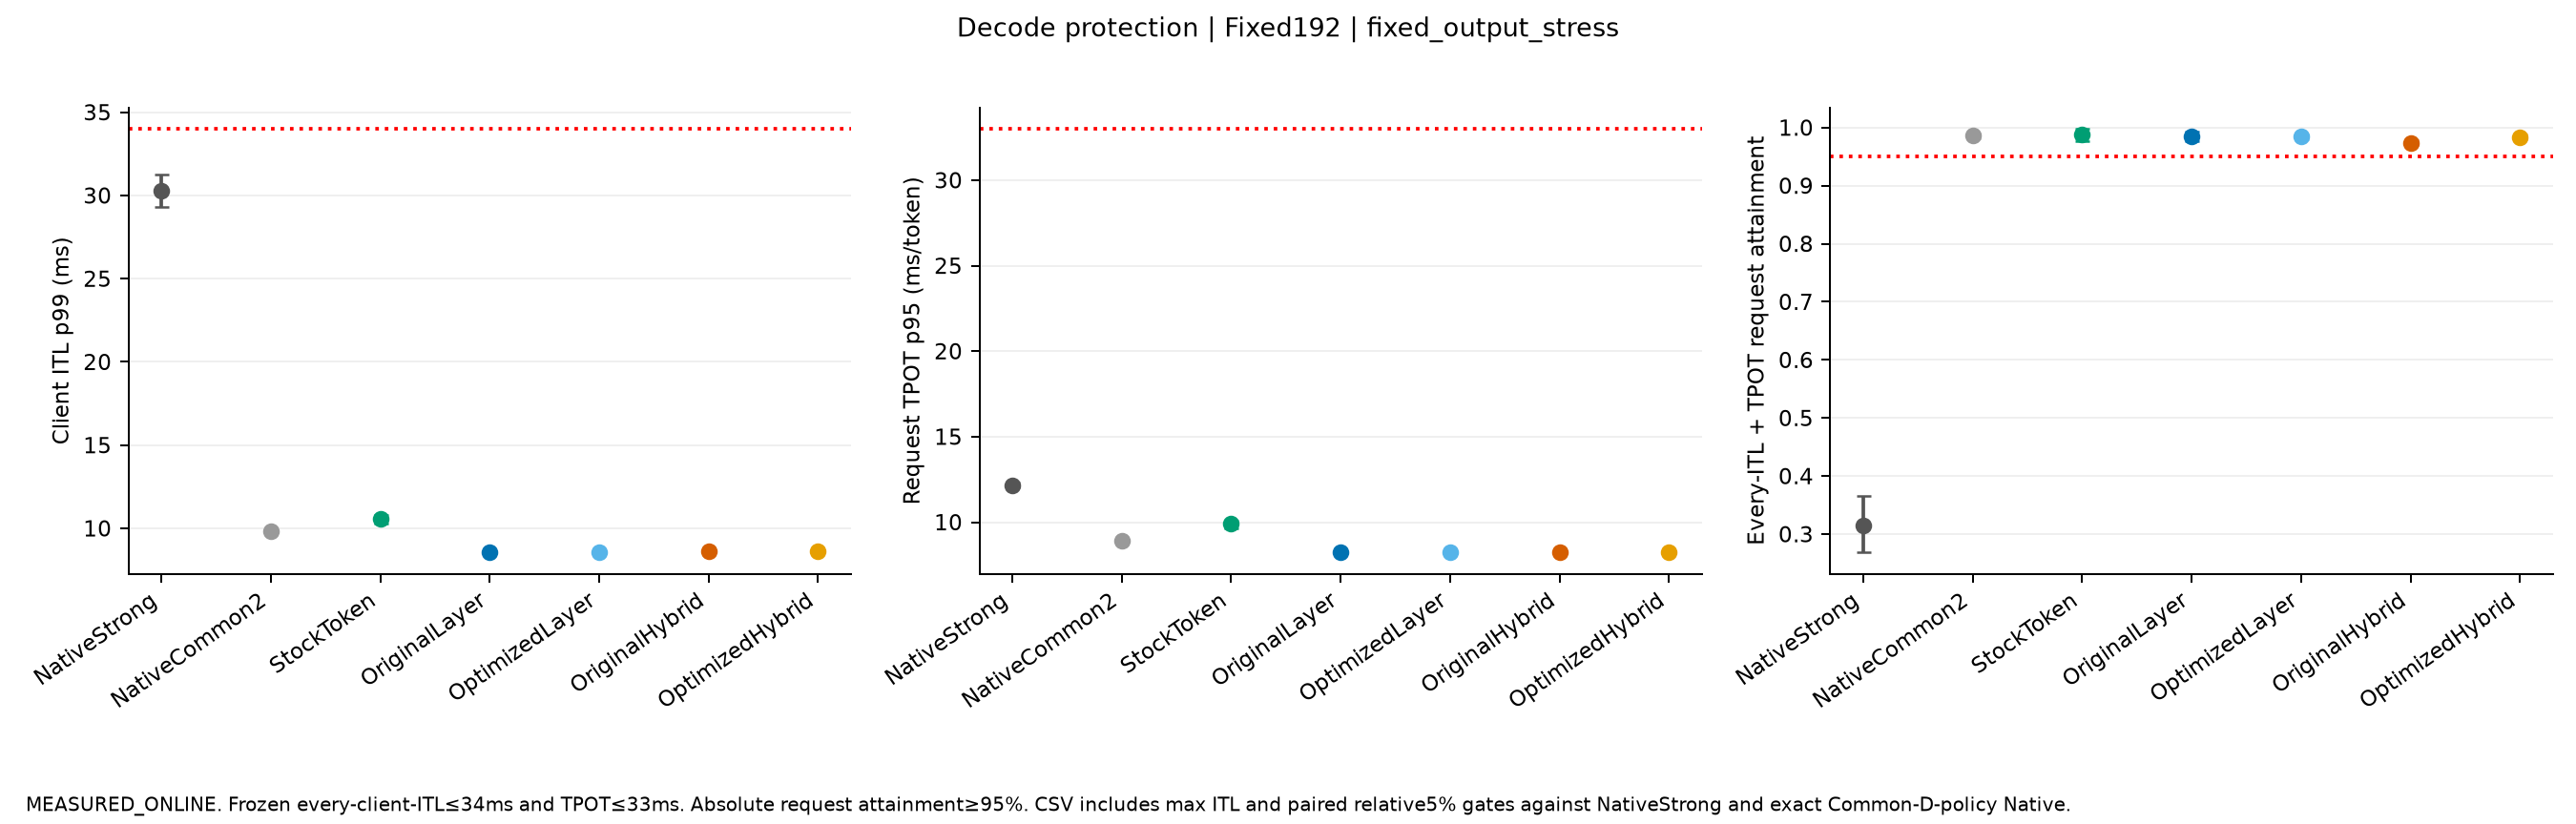 Decode protection | Fixed192 | fixed_output_stress
Client ITL p99 (ms)
35
30
25
20
15
10
NativeStrong
NativeCommon2
StockToken
OriginalLayer
OptimizedLayer
OriginalHybrid
OptimizedHybrid
Request TPOT p95 (ms/token)
30
25
20
15
10
NativeStrong
NativeCommon2
StockToken
OriginalLayer
OptimizedLayer
OriginalHybrid
OptimizedHybrid
Every-ITL + TPOT request attainment
1.0
0.9
0.8
0.7
0.6
0.5
0.4
0.3
NativeStrong
NativeCommon2
StockToken
OriginalLayer
OptimizedLayer
OriginalHybrid
OptimizedHybrid
MEASURED_ONLINE. Frozen every-client-ITL≤34ms and TPOT≤33ms. Absolute request attainment≥95%. CSV includes max ITL and paired relative5% gates against NativeStrong and exact Common-D-policy Native.